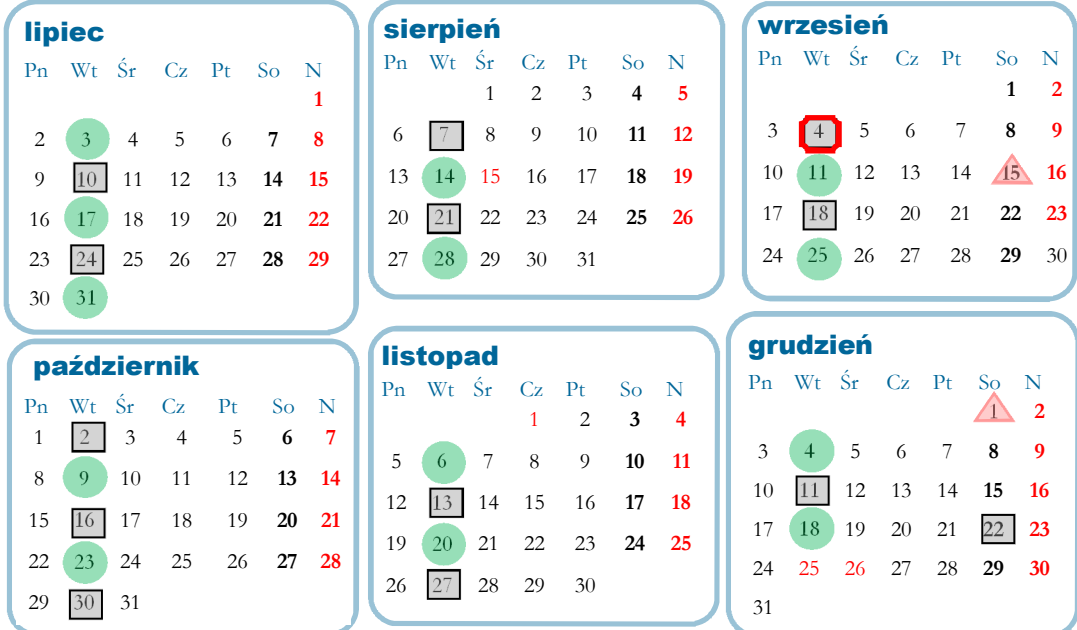 lipiec
Pn Wt Śr Cz Pt So N
1
2 3 4 5 6 7 8
9 10 11 12 13 14 15
16 17 18 19 20 21 22
23 24 25 26 27 28 29
30 31
sierpień
Pn Wt Śr Cz Pt So N
1 2 3 4 5
6 7 8 9 10 11 12
13 14 15 16 17 18 19
20 21 22 23 24 25 26
27 28 29 30 31
wrzesień
Pn Wt Śr Cz Pt So N
1 2
3 4 5 6 7 8 9
10 11 12 13 14 15 16
17 18 19 20 21 22 23
24 25 26 27 28 29 30
październik
Pn Wt Śr Cz Pt So N
1 2 3 4 5 6 7
8 9 10 11 12 13 14
15 16 17 18 19 20 21
22 23 24 25 26 27 28
29 30 31
listopad
Pn Wt Śr Cz Pt So N
1 2 3 4
5 6 7 8 9 10 11
12 13 14 15 16 17 18
19 20 21 22 23 24 25
26 27 28 29 30
grudzień
Pn Wt Śr Cz Pt So N
1 2
3 4 5 6 7 8 9
10 11 12 13 14 15 16
17 18 19 20 21 22 23
24 25 26 27 28 29 30
31